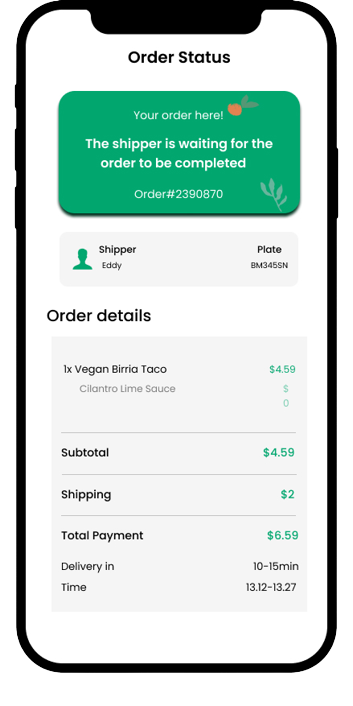 Order Status
Your order here!
The shipper is waiting for the
order to be completed
Order#2390870
Shipper Plate
Eddy BM345SN
Order details
1x Vegan Birria Taco $4.59
Cilantro Lime Sauce $
0
Subtotal $4.59
Shipping $2
Total Payment $6.59
Delivery in 10-15min
Time 13.12-13.27